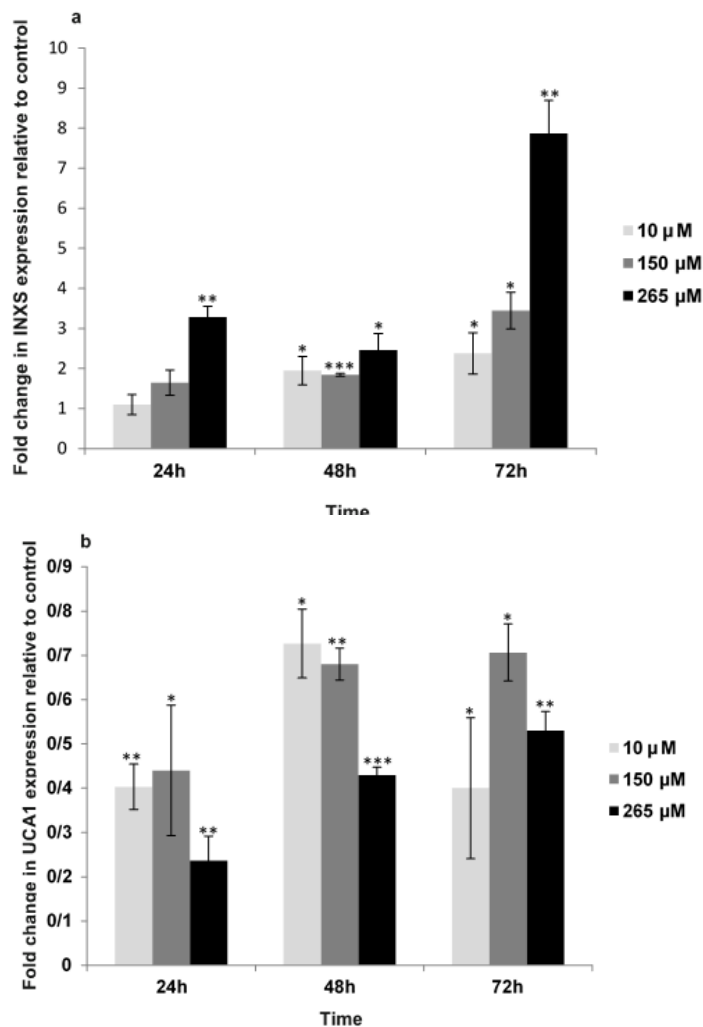 a
Fold change in INXS expression relative to control
10
9
8
7
6
5
4
3
2
1
0
**
*
***
*
*
*
**
24h
48h
72h
Time
10 µM
150 µM
265 µM
b
Fold change in UCA1 expression relative to control
0/9
0/8
0/7
0/6
0/5
0/4
0/3
0/2
0/1
0
**
*
**
*
**
***
*
*
**
24h
48h
72h
Time
10 µM
150 µM
265 µM